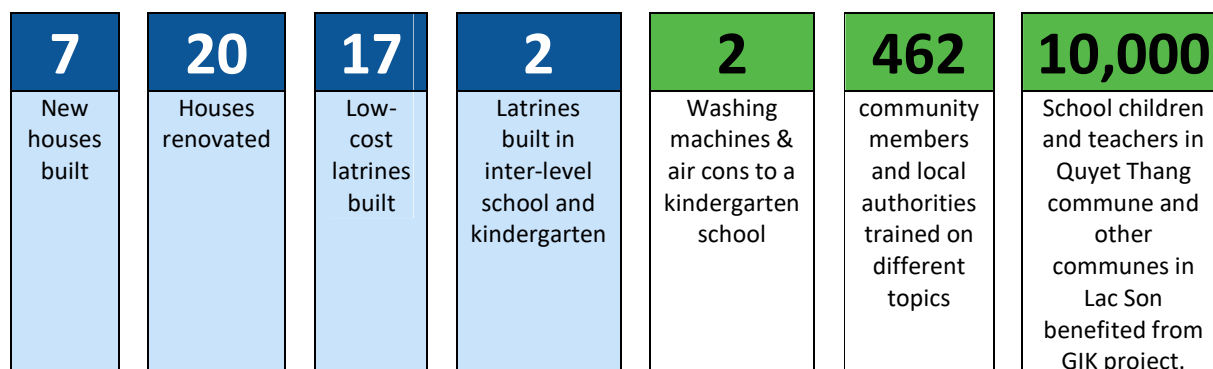 7
New
houses
built
20
Houses
renovated
17
Low-
cost
latrines
built
2
Latrines
built in
inter-level
school and
kindergarten
2
Washing
machines &
air cons to a
kindergarten
school
462
community
members
and local
authorities
trained on
different
topics
10,000
School children
and teachers in
Quyet Thang
commune and
other
communes in
Lac Son
benefited from
GIK project.